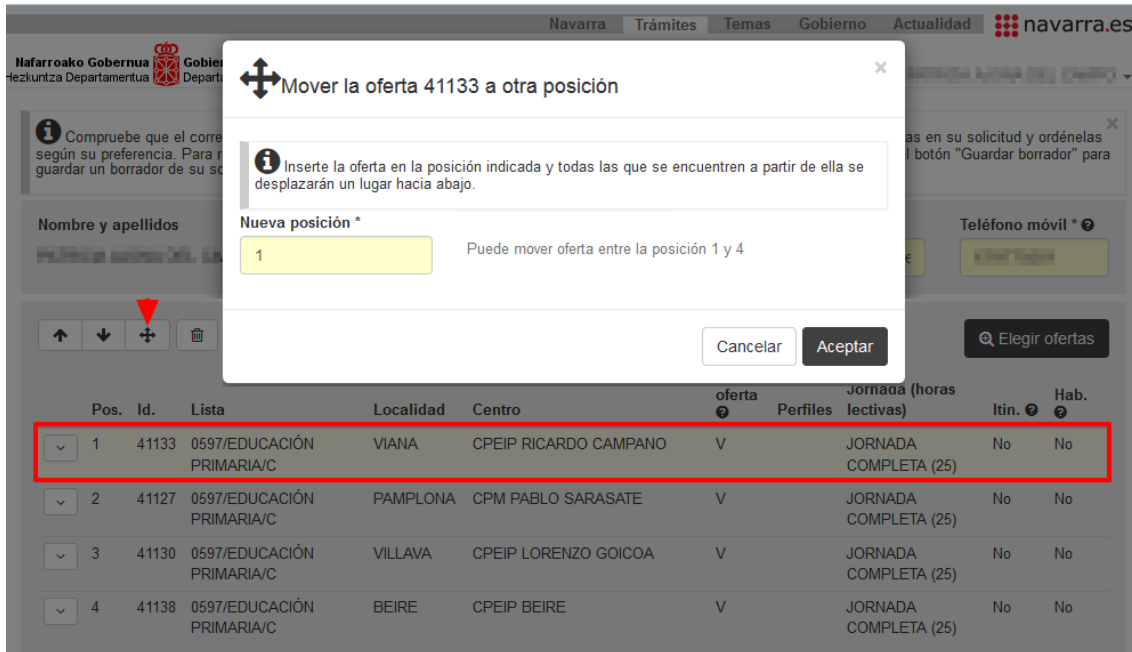 Navarra Trámites Temas Gobierno Actualidad navarra.es
Nafarroako Gobernua Gobier
Hezkuntza Departamentua Departa
Mover la oferta 41133 a otra posición ×
Compruebe que el corre as en su solicitud y ordénelas ×
según su preferencia. Para l botón "Guardar borrador" para
guardar un borrador de su
Inserte la oferta en la posición indicada y todas las que se encuentren a partir de ella se
desplazarán un lugar hacia abajo.
Nombre y apellidos Nueva posición * Teléfono móvil *
1 Puede mover oferta entre la posición 1 y 4 €
Cancelar Aceptar Elegir ofertas
oferta Jornada (horas Hab.
Pos. Id. Lista Localidad Centro Perfiles lectivas) Itin.
1 41133 0597/EDUCACIÓN VIANA CPEIP RICARDO CAMPANO V JORNADA No No
PRIMARIA/C COMPLETA (25)
2 41127 0597/EDUCACIÓN PAMPLONA CPM PABLO SARASATE V JORNADA No No
PRIMARIA/C COMPLETA (25)
3 41130 0597/EDUCACIÓN VILLAVA CPEIP LORENZO GOICOA V JORNADA No No
PRIMARIA/C COMPLETA (25)
4 41138 0597/EDUCACIÓN BEIRE CPEIP BEIRE V JORNADA No No
PRIMARIA/C COMPLETA (25)